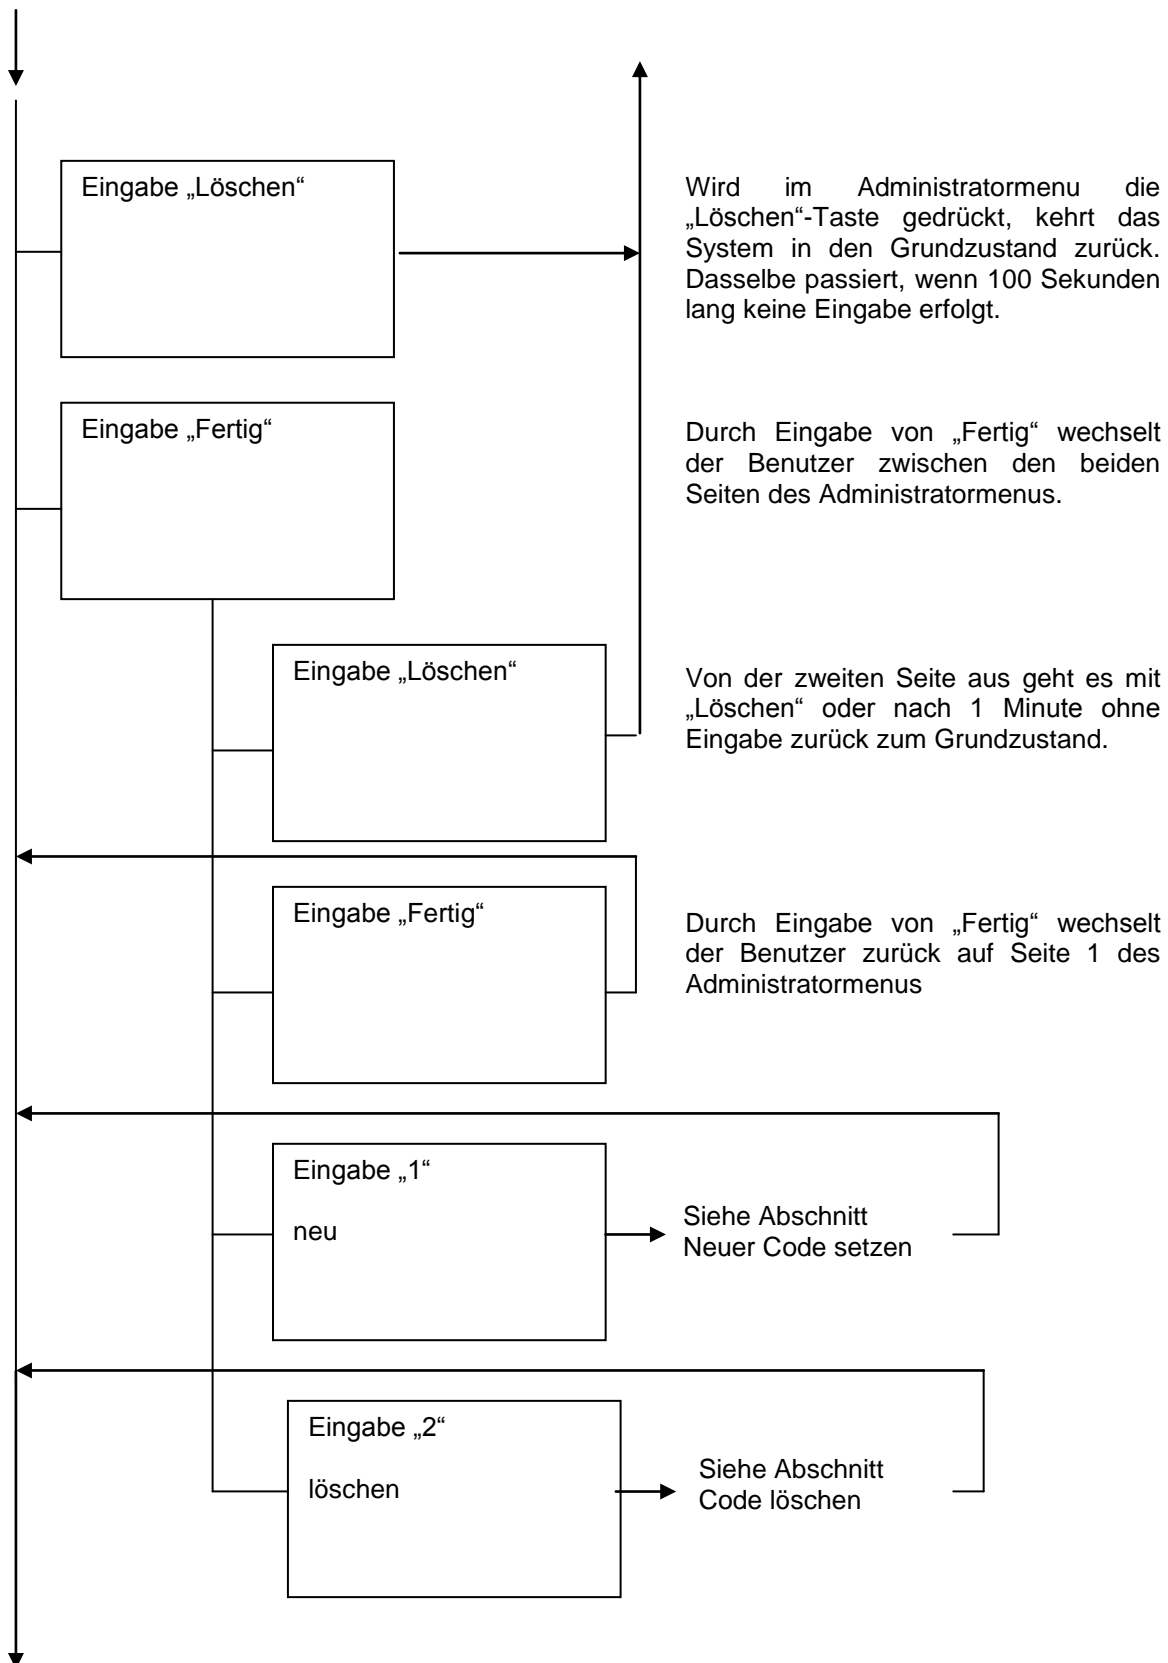 Eingabe „Löschen“
Wird im Administratormenu die
„Löschen“-Taste gedrückt, kehrt das
System in den Grundzustand zurück.
Dasselbe passiert, wenn 100 Sekunden
lang keine Eingabe erfolgt.
Eingabe „Fertig“
Durch Eingabe von „Fertig“ wechselt
der Benutzer zwischen den beiden
Seiten des Administratormenus.
Eingabe „Löschen“
Von der zweiten Seite aus geht es mit
„Löschen“ oder nach 1 Minute ohne
Eingabe zurück zum Grundzustand.
Eingabe „Fertig“
Durch Eingabe von „Fertig“ wechselt
der Benutzer zurück auf Seite 1 des
Administratormenus
Eingabe „1“
neu
Siehe Abschnitt
Neuer Code setzen
Eingabe „2“
löschen
Siehe Abschnitt
Code löschen